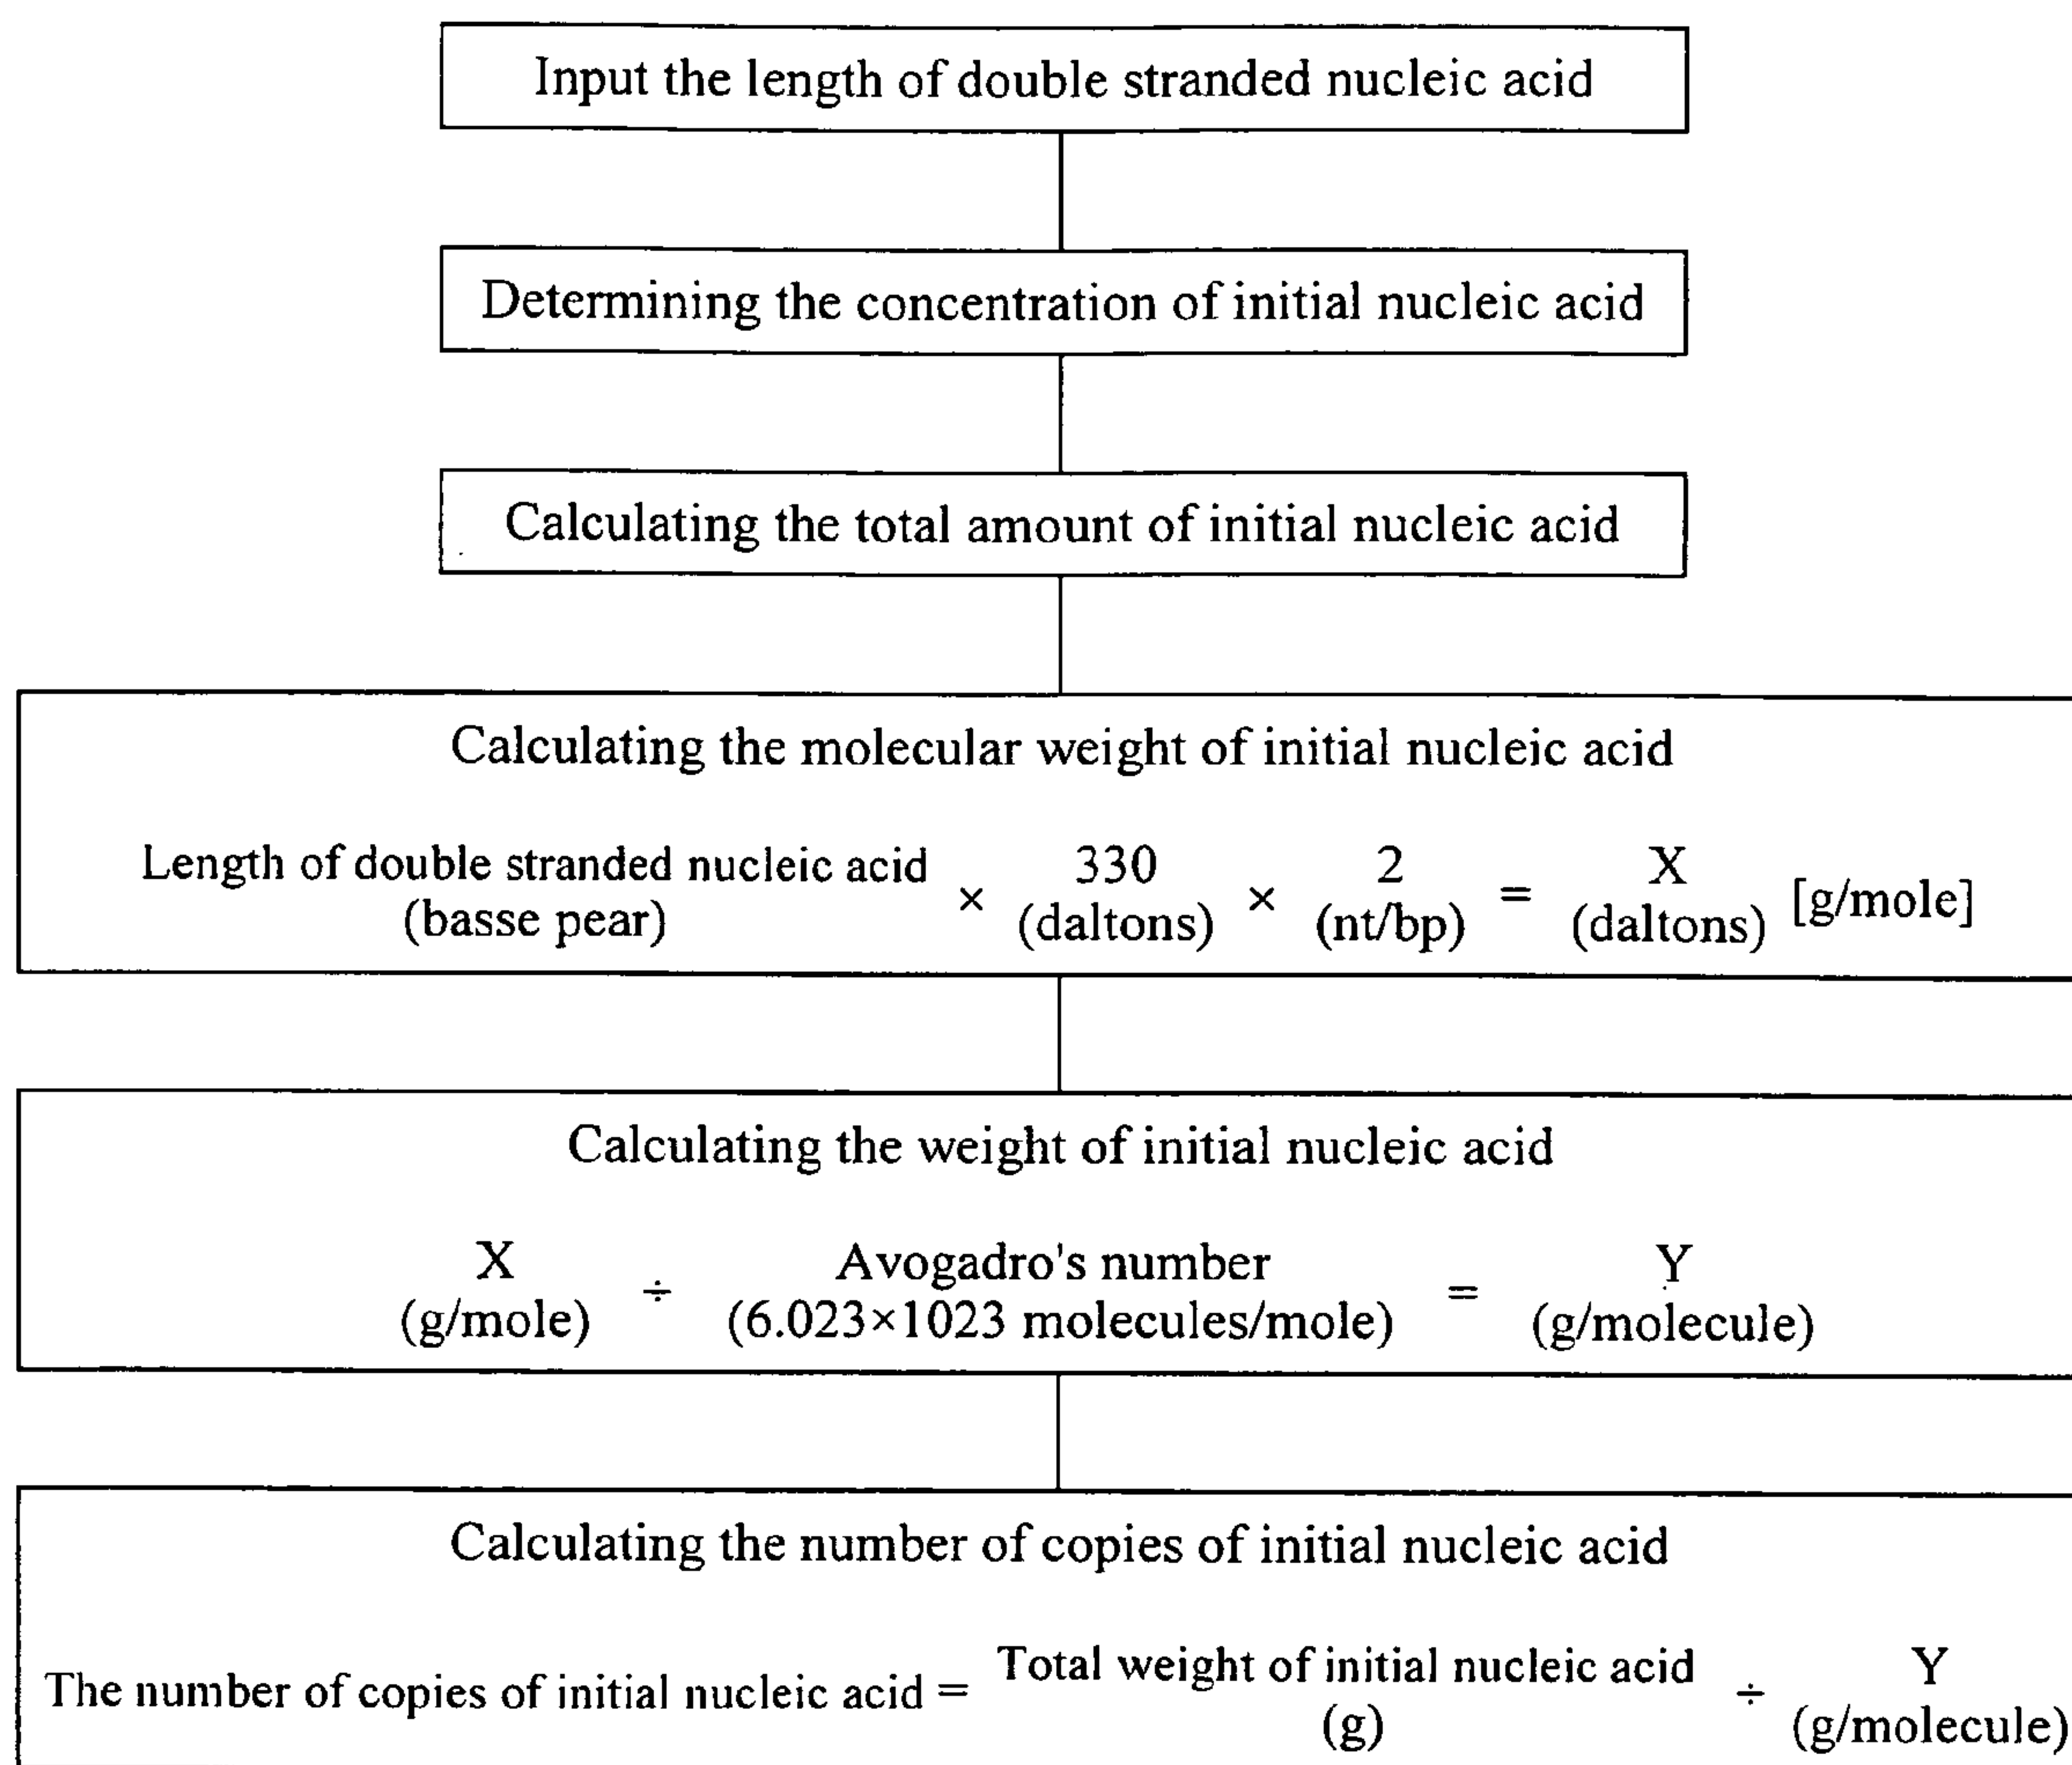 Input the length of double stranded nucleic acid
Determining the concentration of initial nucleic acid
Calculating the total amount of initial nucleic acid
Calculating the molecular weight of initial nucleic acid
Length of double stranded nucleic acid × 330 × 2 = X [g/mole]
(basse pear) (daltons) (nt/bp) (daltons)
Calculating the weight of initial nucleic acid
X ÷ Avogadro's number = Y
(g/mole) (6.023×1023 molecules/mole) (g/molecule)
Calculating the number of copies of initial nucleic acid
The number of copies of initial nucleic acid = Total weight of initial nucleic acid ÷ Y
(g) (g/molecule)